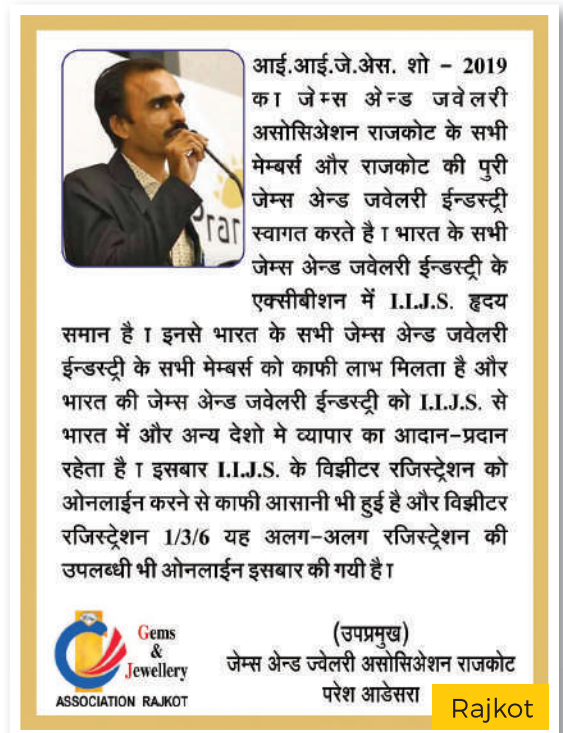 आई.आई.जे.अेस. शो - 2019
का जेम्स अेन्ड जवेलरी
असोसिअेशन राजकोट के सभी
मेम्बर्स और राजकोट की पुरी
जेम्स अेन्ड जवेलरी ईन्डस्ट्री
स्वागत करते है । भारत के सभी
जेम्स अेन्ड जवेलरी ईन्डस्ट्री के
एक्सीबीशन में I.I.J.S. हृदय
समान है । इनसे भारत के सभी जेम्स अेन्ड जवेलरी
ईन्डस्ट्री के सभी मेम्बर्स को काफी लाभ मिलता है और
भारत की जेम्स अेन्ड जवेलरी ईन्डस्ट्री को I.I.J.S. से
भारत में और अन्य देशो मे व्यापार का आदान-प्रदान
रहेता है । इसबार I.I.J.S. के विझीटर रजिस्ट्रेशन को
ओनलाईन करने से काफी आसानी भी हुई है और विझीटर
रजिस्ट्रेशन 1/3/6 यह अलग-अलग रजिस्ट्रेशन की
उपलब्धी भी ओनलाईन इसबार की गयी है ।
Gems
&
Jewellery
ASSOCIATION RAJKOT
(उपप्रमुख)
जेम्स अेन्ड ज्वेलरी असोसिअेशन राजकोट
परेश आडेसरा
Rajkot